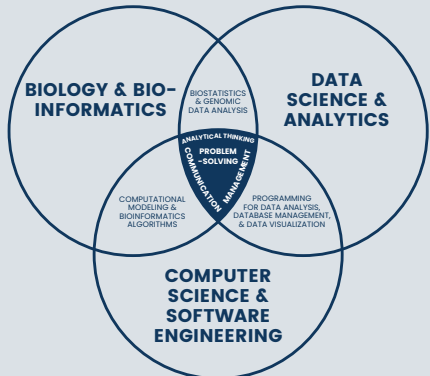 BIOLOGY & BIO-
INFORMATICS
BIOSTATISTICS
& GENOMIC
DATA ANALYSIS
DATA
SCIENCE &
ANALYTICS
ANALYTICAL THINKING
PROBLEM
-SOLVING
COMMUNICATION
MANAGEMENT
COMPUTATIONAL
MODELING &
BIOINFORMATICS
ALGORITHMS
PROGRAMMING
FOR DATA ANALYSIS,
DATABASE MANAGEMENT,
& DATA VISUALIZATION
COMPUTER
SCIENCE &
SOFTWARE
ENGINEERING